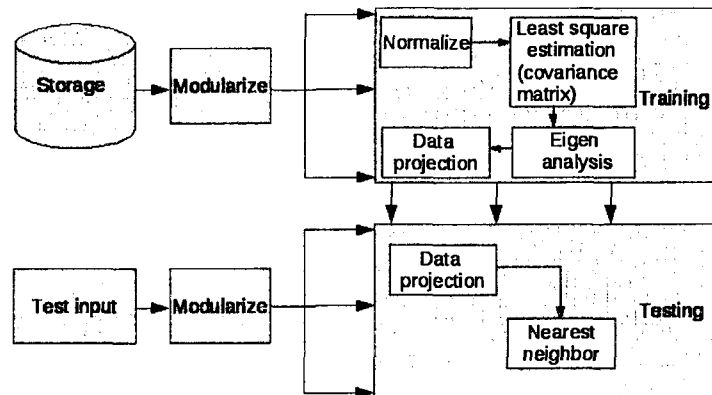 Storage
Modularize
Normalize
Least square
estimation
(covariance
matrix)
Training
Data
projection
Eigen
analysis
Test input
Modularize
Data
projection
Testing
Nearest
neighbor